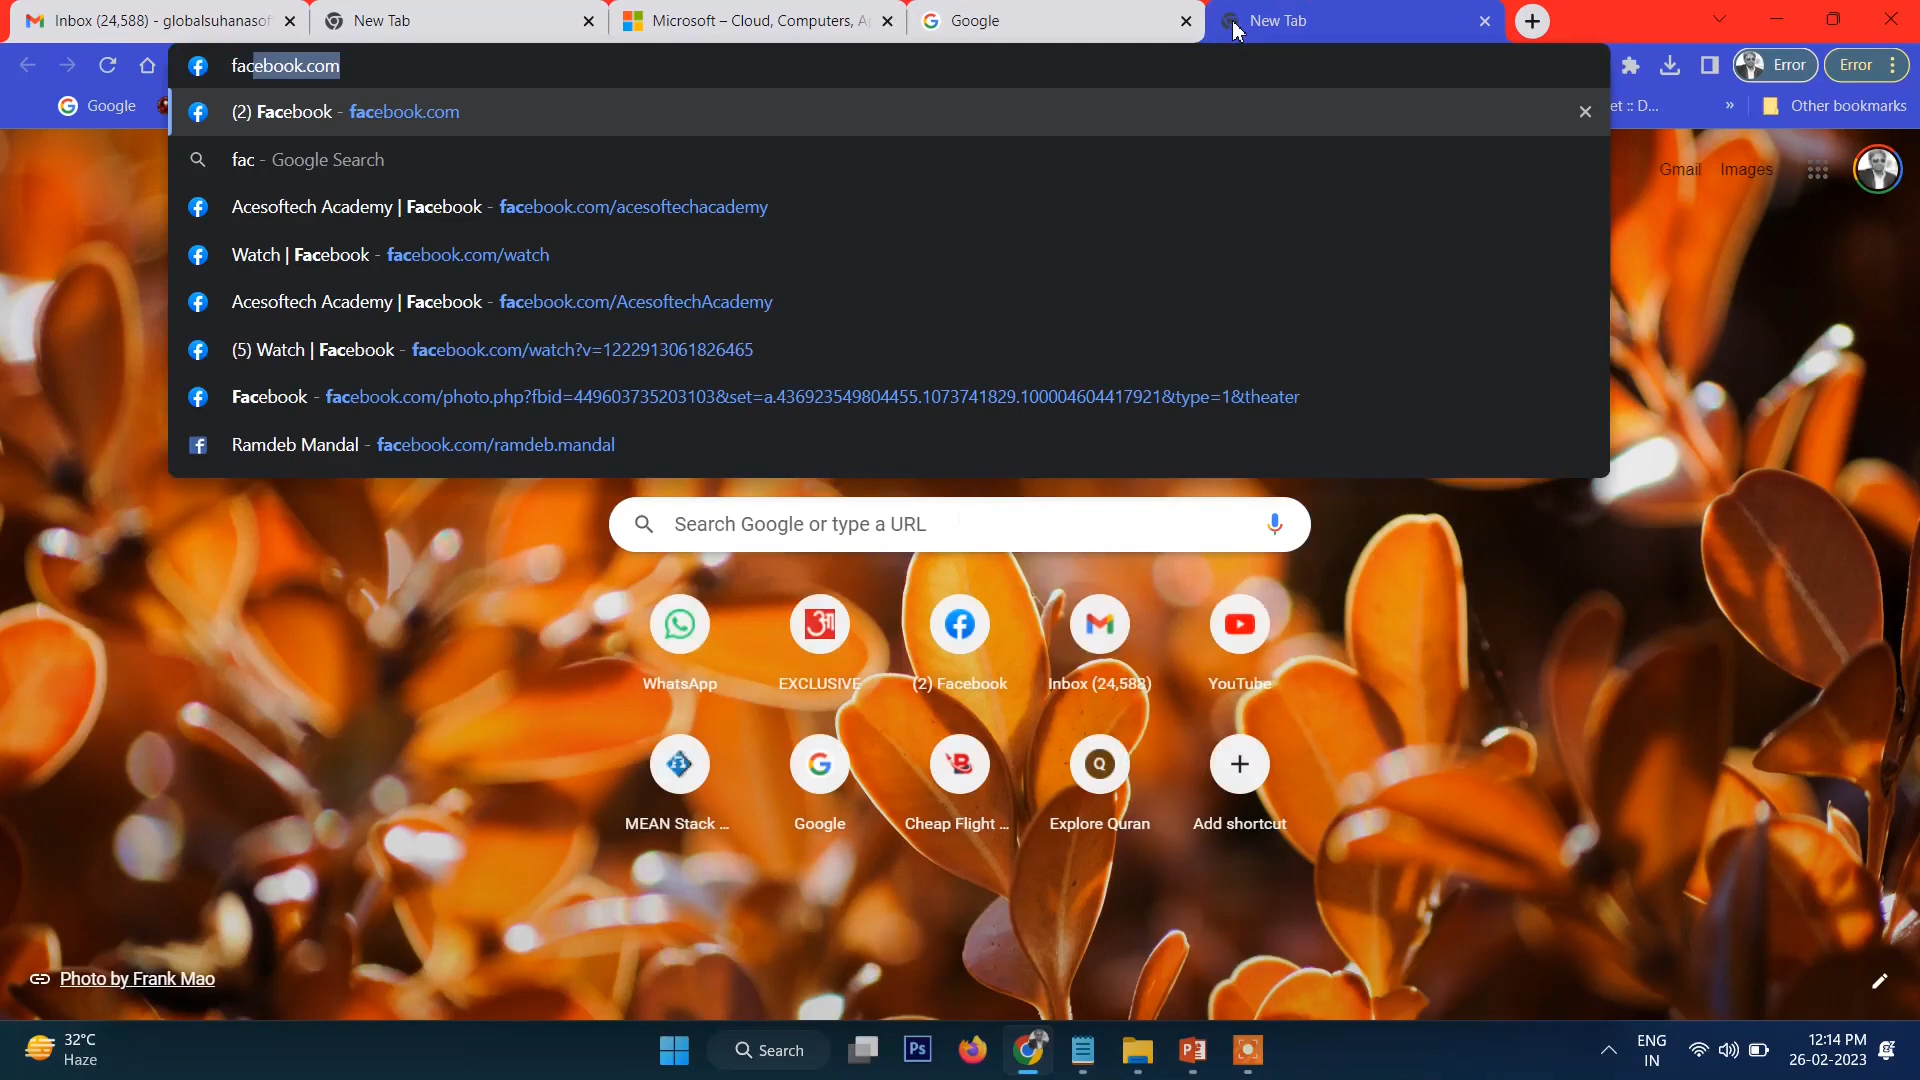 Inbox (24,588) - globalsuhanasof
New Tab
Microsoft – Cloud, Computers, A
Google
New Tab
facebook.com
Error
Error
Google
et :: D...
»
Other bookmarks
(2) Facebook - facebook.com
fac - Google Search
Acesoftech Academy | Facebook - facebook.com/acesoftechacademy
Watch | Facebook - facebook.com/watch
Acesoftech Academy | Facebook - facebook.com/AcesoftechAcademy
(5) Watch | Facebook - facebook.com/watch?v=1222913061826465
Facebook - facebook.com/photo.php?fbid=449603735203103&set=a.436923549804455.1073741829.100004604417921&type=1&theater
Ramdeb Mandal - facebook.com/ramdeb.mandal
Gmail
Images
Search Google or type a URL
WhatsApp
EXCLUSIVE
(2) Facebook
Inbox (24,588)
YouTube
MEAN Stack ...
Google
Cheap Flight ...
Explore Quran
Add shortcut
Photo by Frank Mao
32°C
Haze
Search
ENG
IN
12:14 PM
26-02-2023